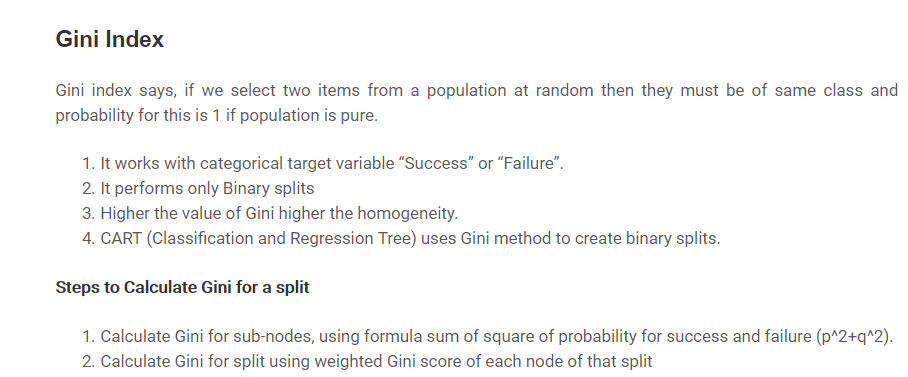 Gini Index
Gini index says, if we select two items from a population at random then they must be of same class and
probability for this is 1 if population is pure.
1. It works with categorical target variable “Success” or “Failure”.
2. It performs only Binary splits
3. Higher the value of Gini higher the homogeneity.
4. CART (Classification and Regression Tree) uses Gini method to create binary splits.
Steps to Calculate Gini for a split
1. Calculate Gini for sub-nodes, using formula sum of square of probability for success and failure (p^2+q^2).
2. Calculate Gini for split using weighted Gini score of each node of that split